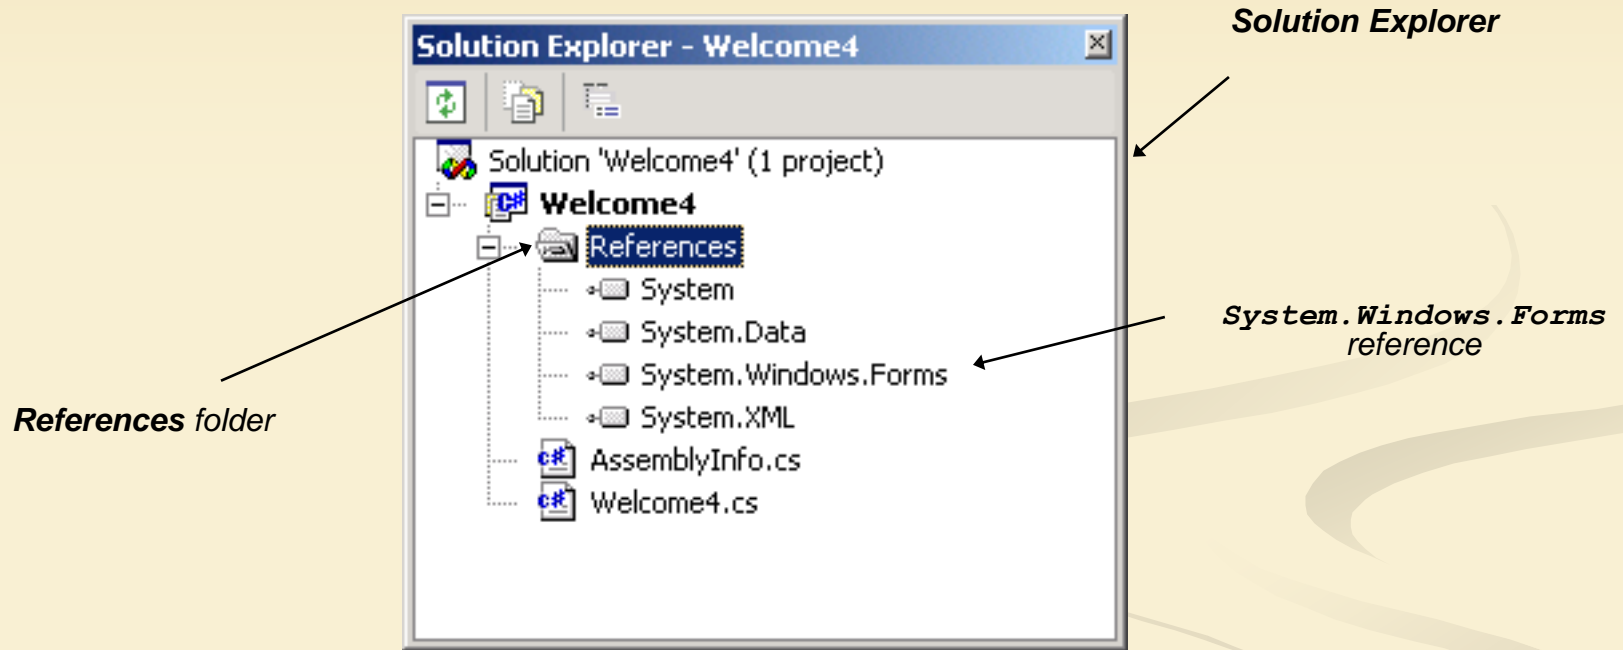 Solution Explorer
Solution Explorer - Welcome4
Solution 'Welcome4' (1 project)
Welcome4
References
System
System.Data
System.Windows.Forms
System.XML
AssemblyInfo.cs
Welcome4.cs
System.Windows.Forms
reference
References folder